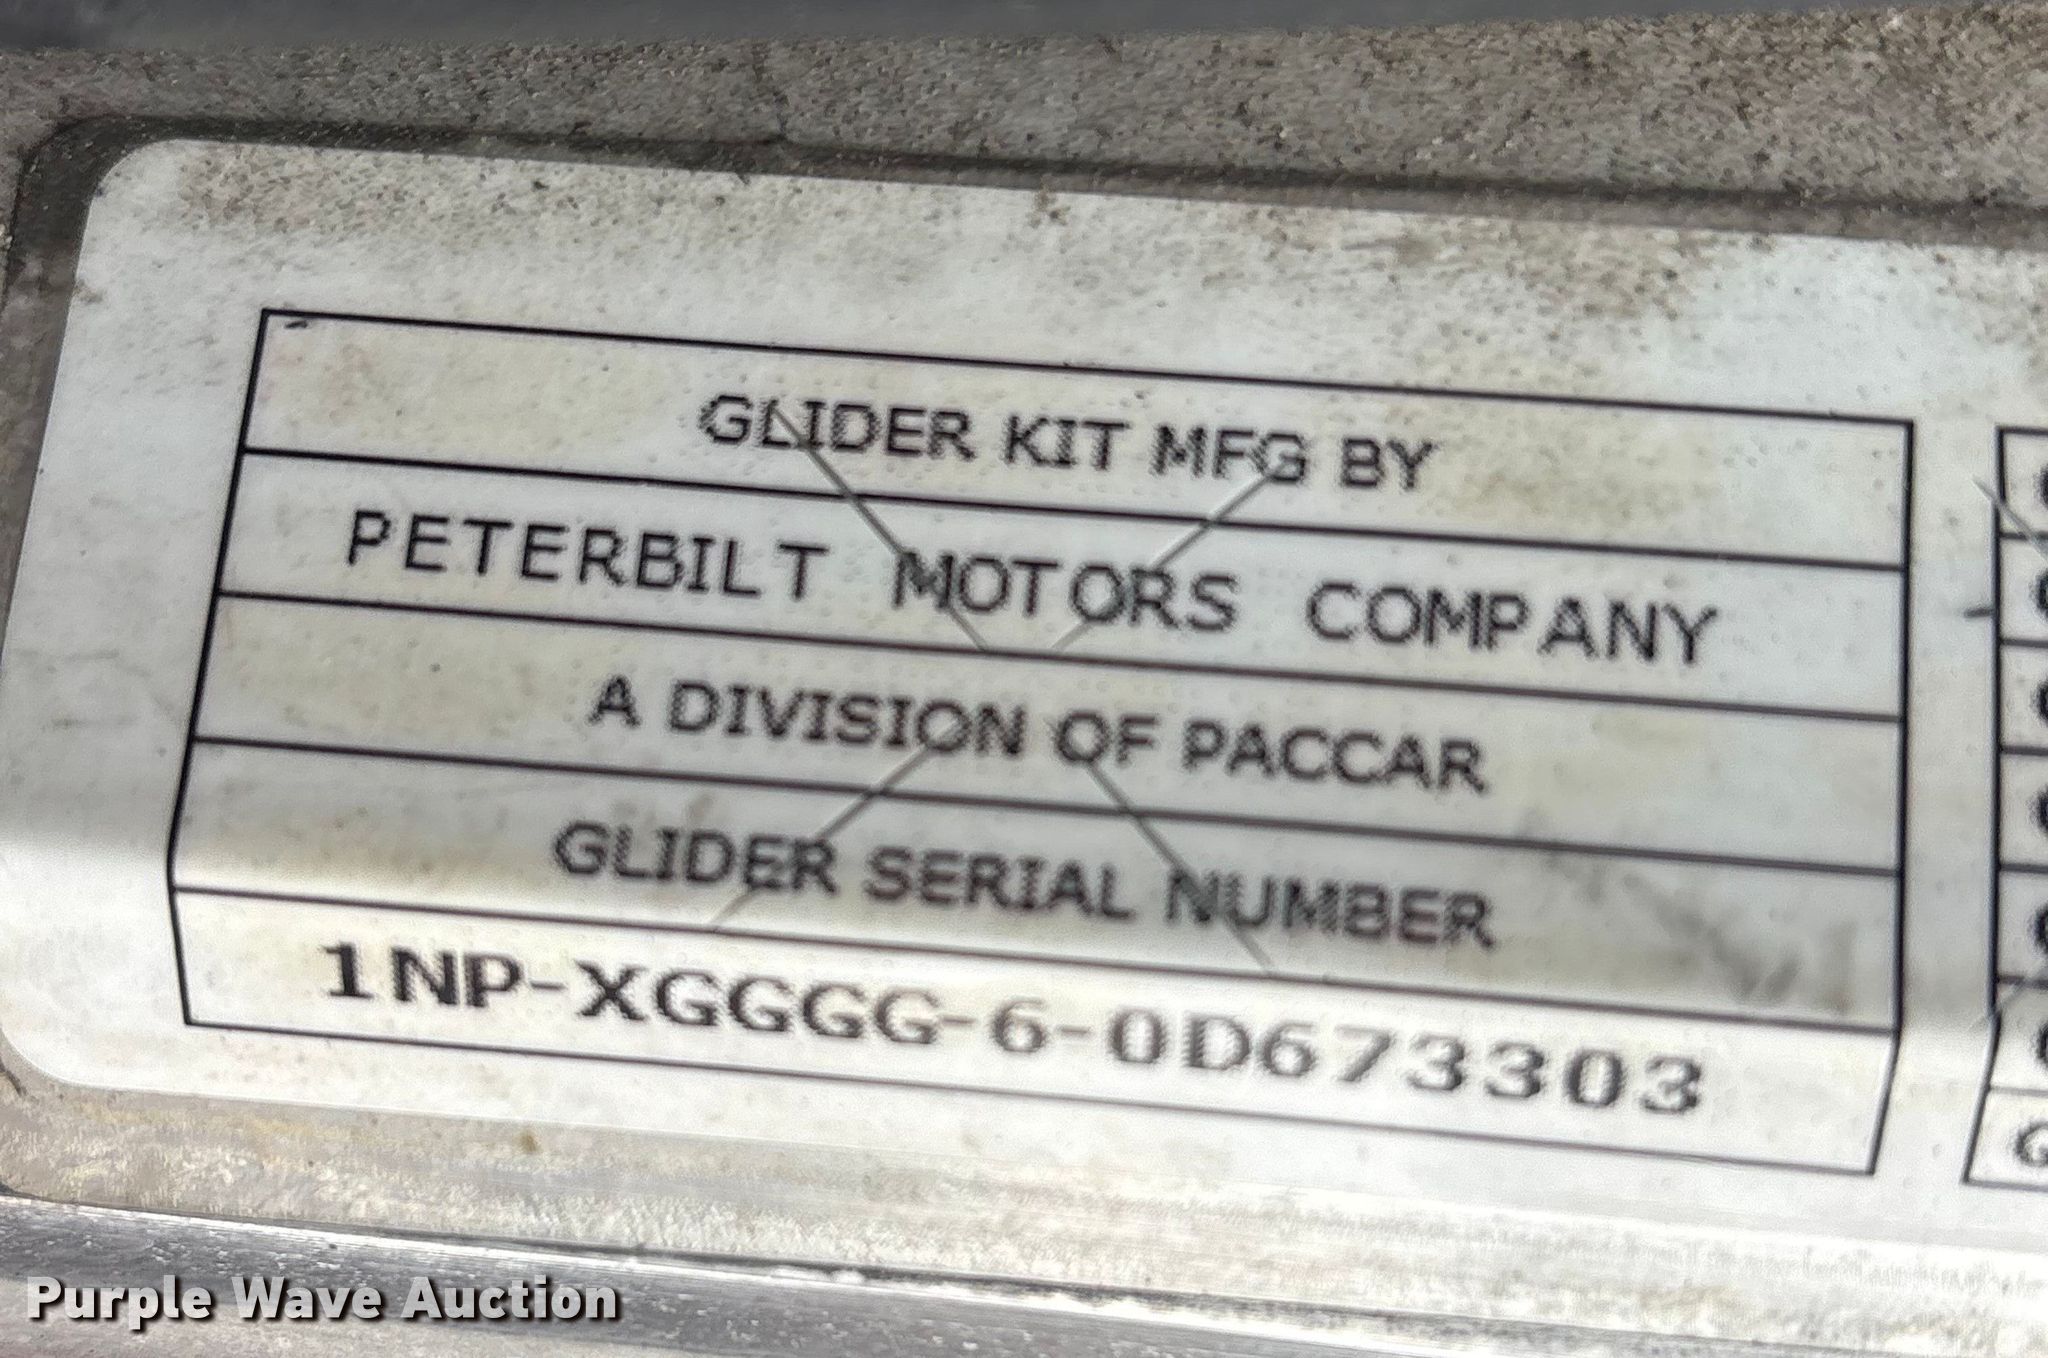 GLIDER KIT MFG BY
PETERBILT MOTORS COMPANY
A DIVISION OF PACCAR
GLIDER SERIAL NUMBER
1NP-XGGGG-6-0D673303
Purple Wave Auction